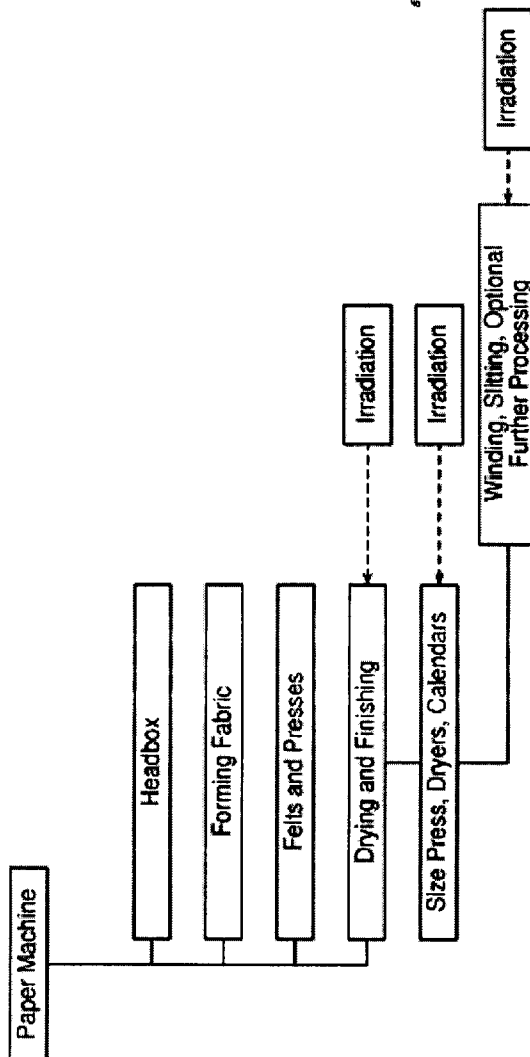 Paper Machine
Headbox
Forming Fabric
Felts and Presses
Drying and Finishing
Irradiation
Size Press, Dryers, Calendars
Irradiation
Winding, Slitting, Optional
Further Processing
Irradiation